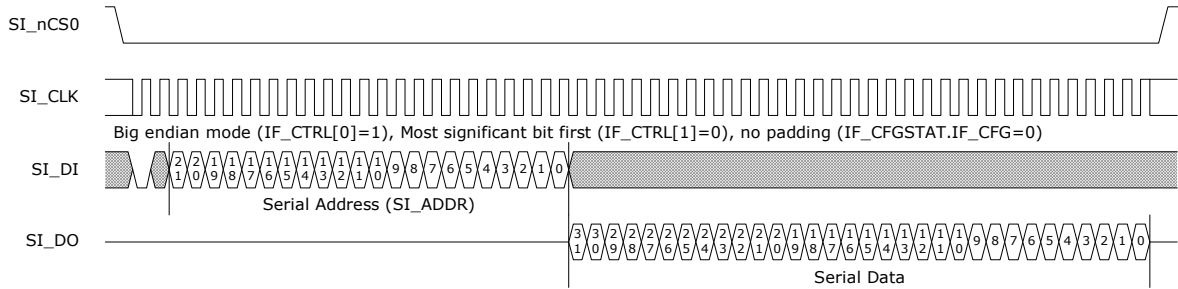 SI_nCS0
SI_CLK
Big endian mode (IF_CTRL[0]=1), Most significant bit first (IF_CTRL[1]=0), no padding (IF_CFGSTAT.IF_CFG=0)
SI_DI
21 20 19 18 17 16 15 14 13 12 11 10 9 8 7 6 5 4 3 2 1 0
Serial Address (SI_ADDR)
SI_DO
31 30 29 28 27 26 25 24 23 22 21 20 19 18 17 16 15 14 13 12 11 10 9 8 7 6 5 4 3 2 1 0
Serial Data